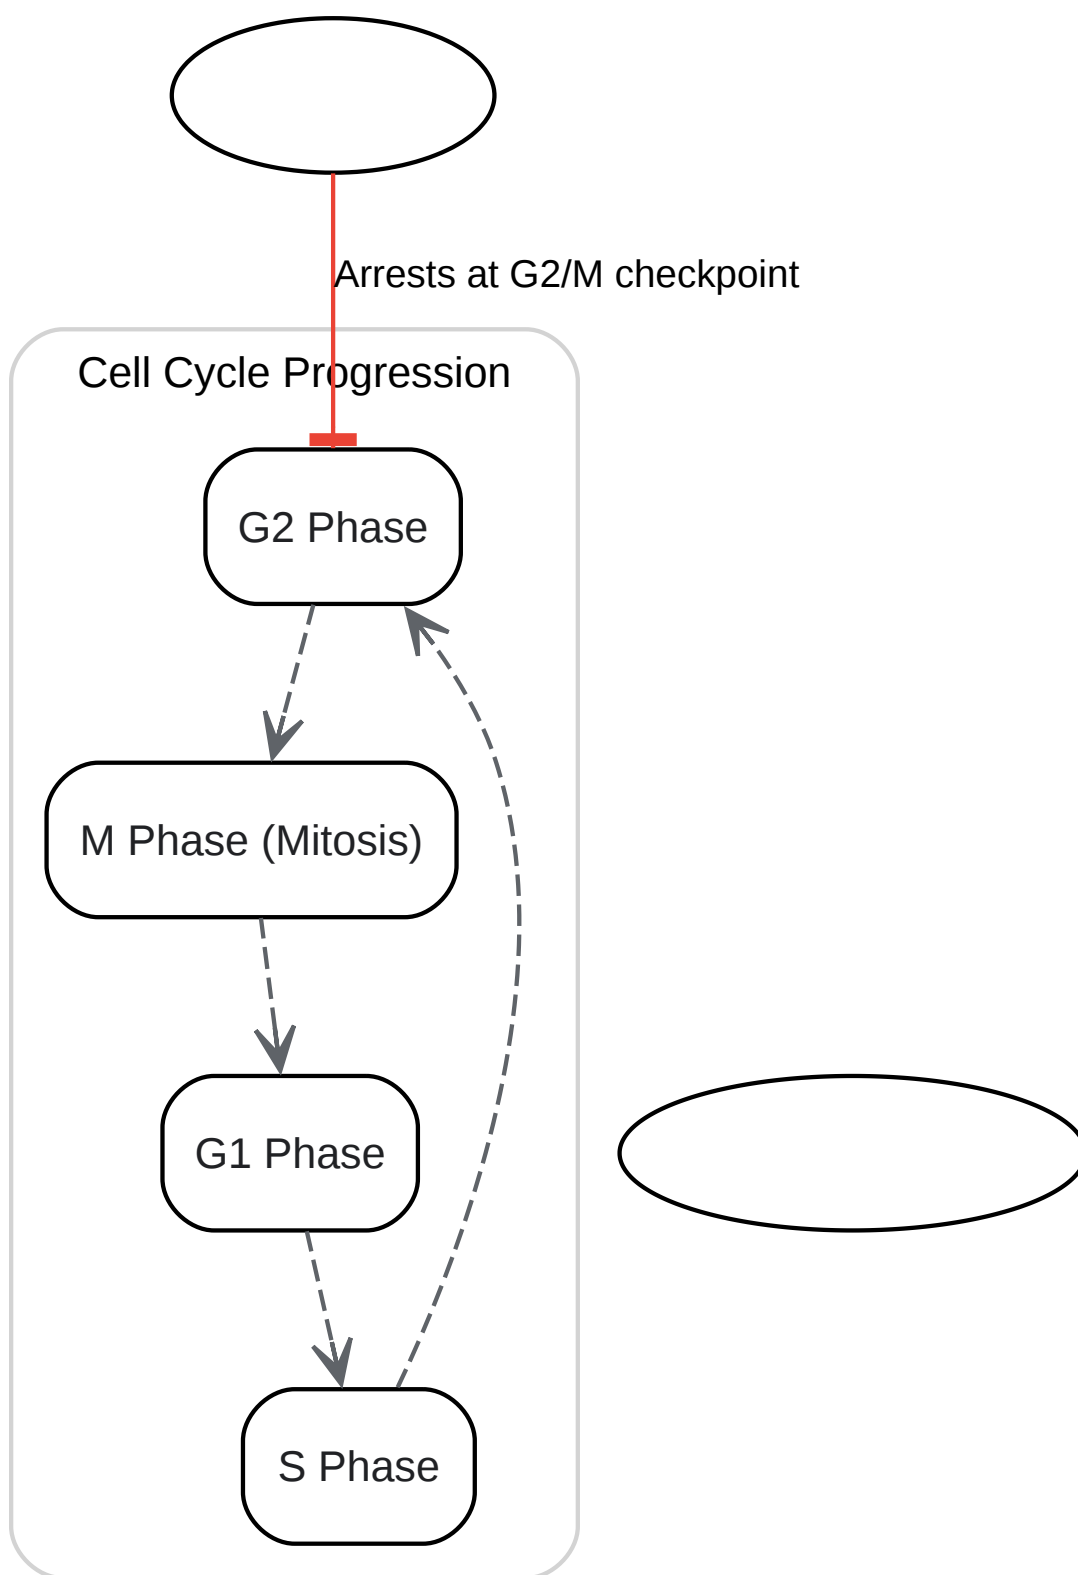 Arrests at G2/M checkpoint
Cell Cycle Progression
G2 Phase
M Phase (Mitosis)
G1 Phase
S Phase